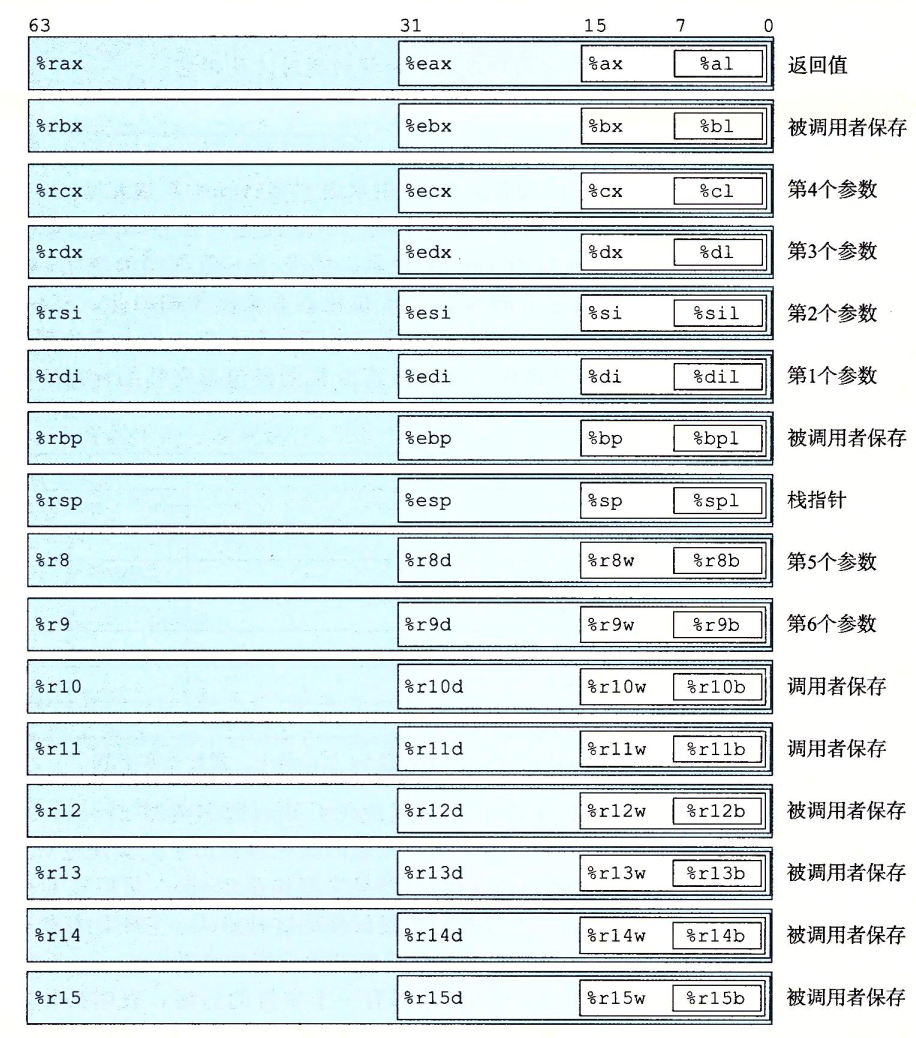 63 31 15 7 0
%rax %eax %ax %al 返回值
%rbx %ebx %bx %bl 被调用者保存
%rcx %ecx %cx %cl 第4个参数
%rdx %edx %dx %dl 第3个参数
%rsi %esi %si %sil 第2个参数
%rdi %edi %di %dil 第1个参数
%rbp %ebp %bp %bpl 被调用者保存
%rsp %esp %sp %spl 栈指针
%r8 %r8d %r8w %r8b 第5个参数
%r9 %r9d %r9w %r9b 第6个参数
%r10 %r10d %r10w %r10b 调用者保存
%r11 %r11d %r11w %r11b 调用者保存
%r12 %r12d %r12w %r12b 被调用者保存
%r13 %r13d %r13w %r13b 被调用者保存
%r14 %r14d %r14w %r14b 被调用者保存
%r15 %r15d %r15w %r15b 被调用者保存